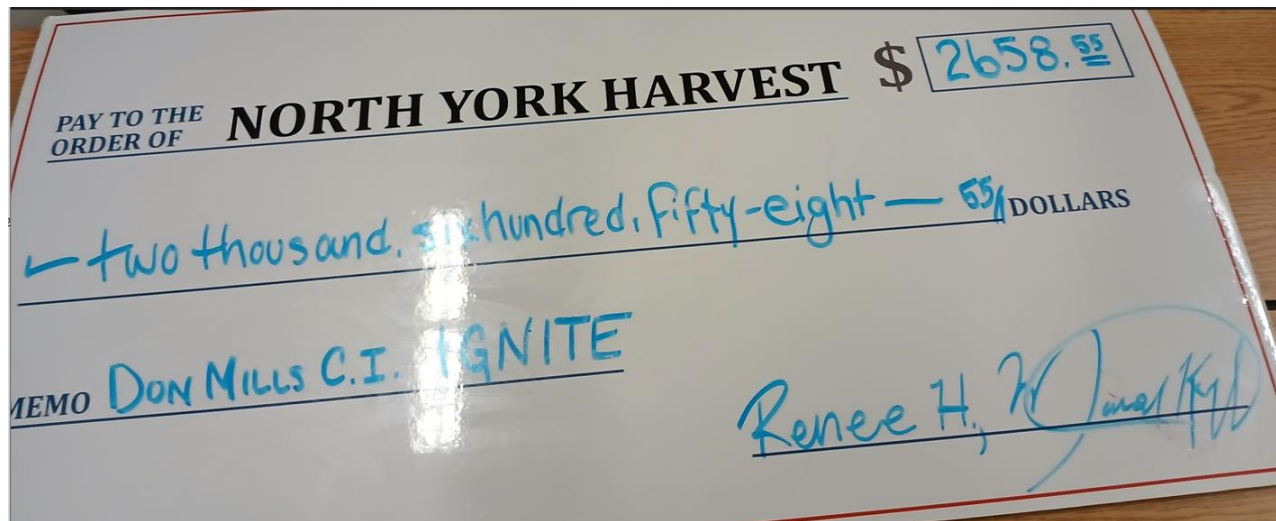 PAY TO THE ORDER OF NORTH YORK HARVEST $ 2658.55
— two thousand, six hundred, fifty-eight — 55/ DOLLARS
MEMO DON MILLS C.I. IGNITE
Renee H.,